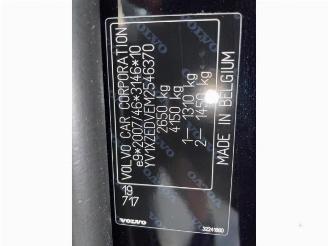 VOLVO CAR CORPORATION
e9*2007/46*3146*10
YV1XZEDVEM2546370
2650 kg
4150 kg
1- 1310 kg
2- 1450 kg
MADE IN BELGIUM
19
717
VOLVO
32241860